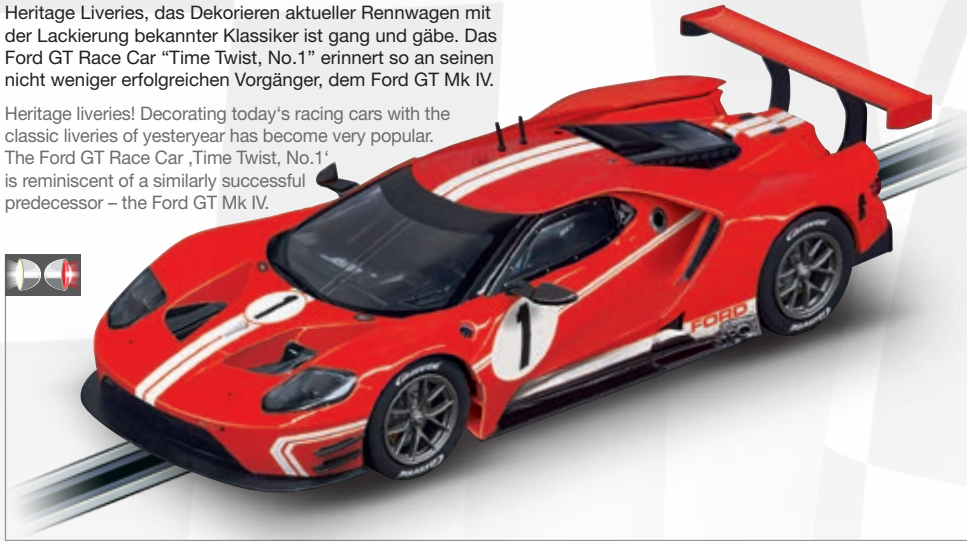 Heritage Liveries, das Dekorieren aktueller Rennwagen mit
der Lackierung bekannter Klassiker ist gang und gäbe. Das
Ford GT Race Car “Time Twist, No.1” erinnert so an seinen
nicht weniger erfolgreichen Vorgänger, dem Ford GT Mk IV.
Heritage liveries! Decorating today‘s racing cars with the
classic liveries of yesteryear has become very popular.
The Ford GT Race Car ‚Time Twist, No.1‘
is reminiscent of a similarly successful
predecessor – the Ford GT Mk IV.
1
1
FORD
Carrera
Carrera